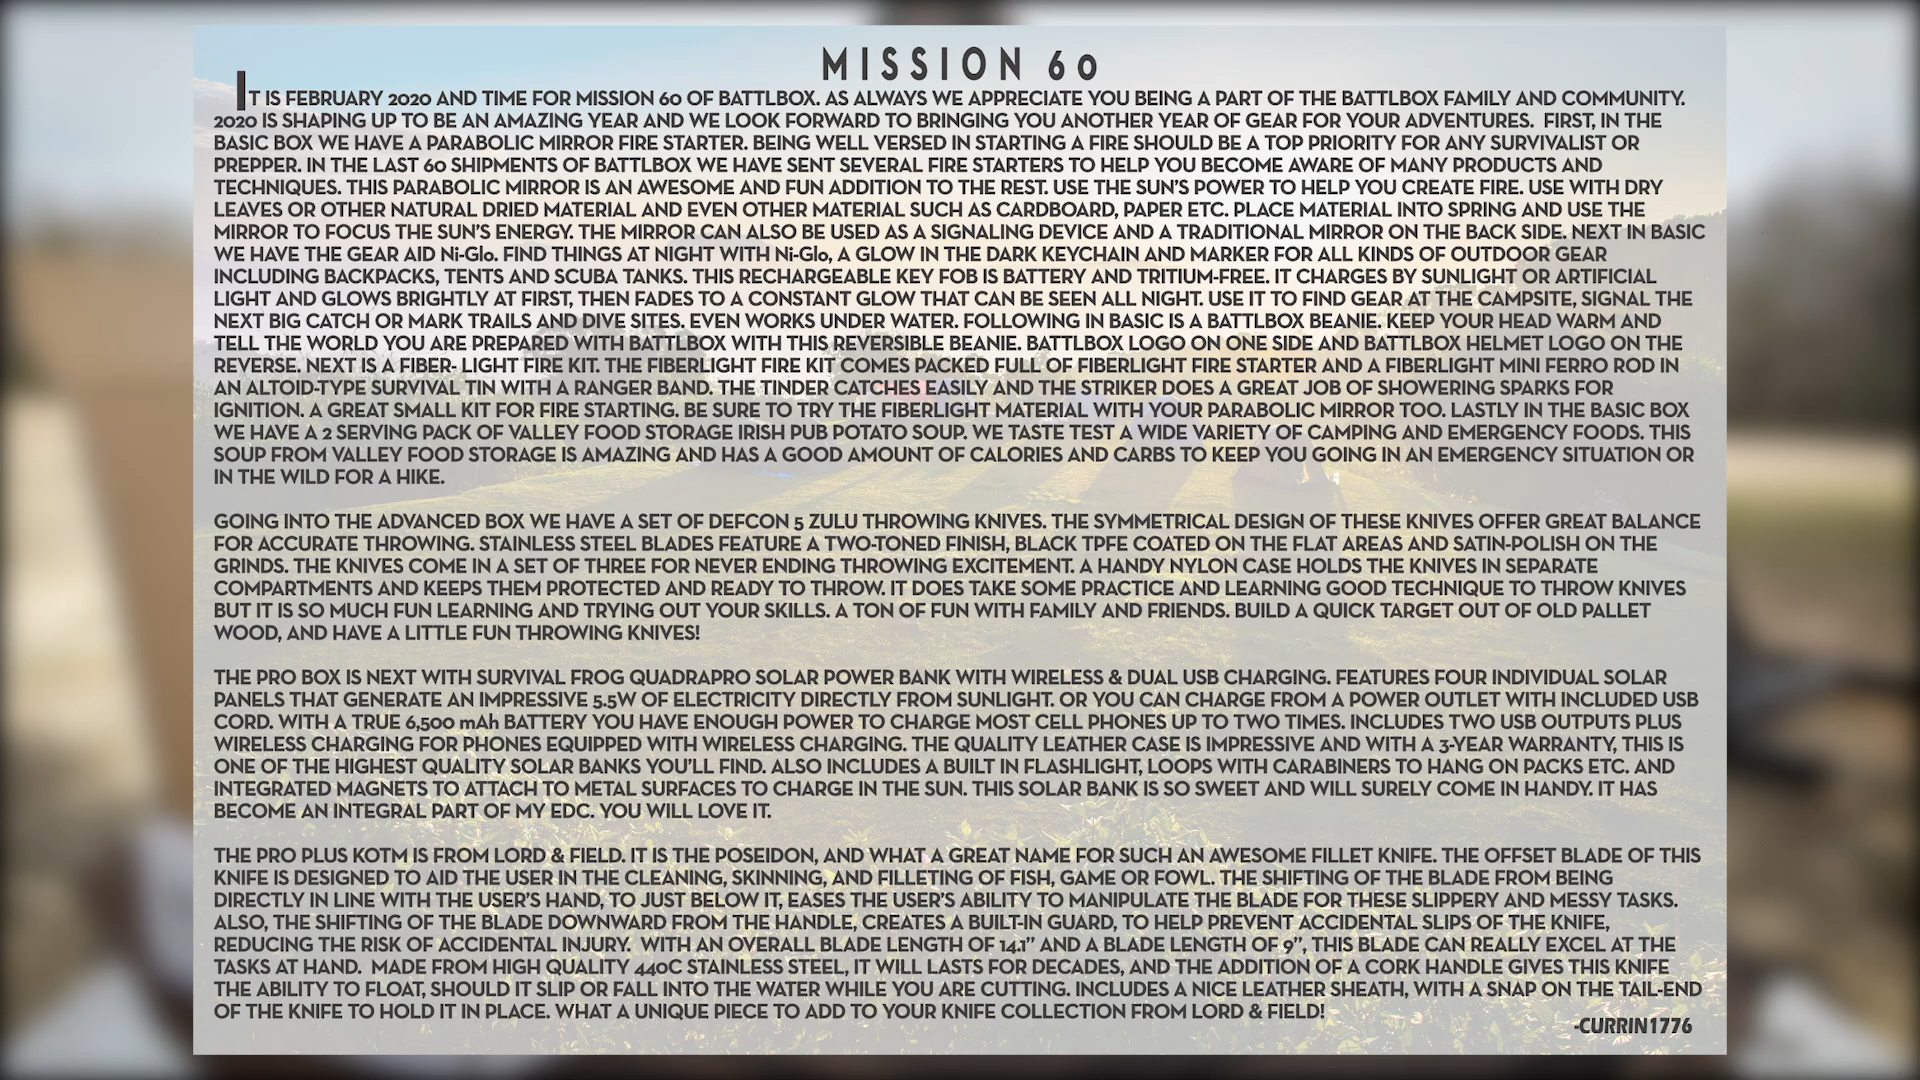 MISSION 60
IT IS FEBRUARY 2020 AND TIME FOR MISSION 60 OF BATTLBOX. AS ALWAYS WE APPRECIATE YOU BEING A PART OF THE BATTLBOX FAMILY AND COMMUNITY.
2020 IS SHAPING UP TO BE AN AMAZING YEAR AND WE LOOK FORWARD TO BRINGING YOU ANOTHER YEAR OF GEAR FOR YOUR ADVENTURES. FIRST, IN THE
BASIC BOX WE HAVE A PARABOLIC MIRROR FIRE STARTER. BEING WELL VERSED IN STARTING A FIRE SHOULD BE A TOP PRIORITY FOR ANY SURVIVALIST OR
PREPPER. IN THE LAST 60 SHIPMENTS OF BATTLBOX WE HAVE SENT SEVERAL FIRE STARTERS TO HELP YOU BECOME AWARE OF MANY PRODUCTS AND
TECHNIQUES. THIS PARABOLIC MIRROR IS AN AWESOME AND FUN ADDITION TO THE REST. USE THE SUN'S POWER TO HELP YOU CREATE FIRE. USE WITH DRY
LEAVES OR OTHER NATURAL DRIED MATERIAL AND EVEN OTHER MATERIAL SUCH AS CARDBOARD, PAPER ETC. PLACE MATERIAL INTO SPRING AND USE THE
MIRROR TO FOCUS THE SUN'S ENERGY. THE MIRROR CAN ALSO BE USED AS A SIGNALING DEVICE AND A TRADITIONAL MIRROR ON THE BACK SIDE. NEXT IN BASIC
WE HAVE THE GEAR AID Ni-Glo. FIND THINGS AT NIGHT WITH Ni-Glo, A GLOW IN THE DARK KEYCHAIN AND MARKER FOR ALL KINDS OF OUTDOOR GEAR
INCLUDING BACKPACKS, TENTS AND SCUBA TANKS. THIS RECHARGEABLE KEY FOB IS BATTERY AND TRITIUM-FREE. IT CHARGES BY SUNLIGHT OR ARTIFICIAL
LIGHT AND GLOWS BRIGHTLY AT FIRST, THEN FADES TO A CONSTANT GLOW THAT CAN BE SEEN ALL NIGHT. USE IT TO FIND GEAR AT THE CAMPSITE, SIGNAL THE
NEXT BIG CATCH OR MARK TRAILS AND DIVE SITES. EVEN WORKS UNDER WATER. FOLLOWING IN BASIC IS A BATTLBOX BEANIE. KEEP YOUR HEAD WARM AND
TELL THE WORLD YOU ARE PREPARED WITH BATTLBOX WITH THIS REVERSIBLE BEANIE. BATTLBOX LOGO ON ONE SIDE AND BATTLBOX HELMET LOGO ON THE
REVERSE. NEXT IS A FIBER- LIGHT FIRE KIT. THE FIBERLIGHT FIRE KIT COMES PACKED FULL OF FIBERLIGHT FIRE STARTER AND A FIBERLIGHT MINI FERRO ROD IN
AN ALTOID-TYPE SURVIVAL TIN WITH A RANGER BAND. THE TINDER CATCHES EASILY AND THE STRIKER DOES A GREAT JOB OF SHOWERING SPARKS FOR
IGNITION. A GREAT SMALL KIT FOR FIRE STARTING. BE SURE TO TRY THE FIBERLIGHT MATERIAL WITH YOUR PARABOLIC MIRROR TOO. LASTLY IN THE BASIC BOX
WE HAVE A 2 SERVING PACK OF VALLEY FOOD STORAGE IRISH PUB POTATO SOUP. WE TASTE TEST A WIDE VARIETY OF CAMPING AND EMERGENCY FOODS. THIS
SOUP FROM VALLEY FOOD STORAGE IS AMAZING AND HAS A GOOD AMOUNT OF CALORIES AND CARBS TO KEEP YOU GOING IN AN EMERGENCY SITUATION OR
IN THE WILD FOR A HIKE.
GOING INTO THE ADVANCED BOX WE HAVE A SET OF DEFCON 5 ZULU THROWING KNIVES. THE SYMMETRICAL DESIGN OF THESE KNIVES OFFER GREAT BALANCE
FOR ACCURATE THROWING. STAINLESS STEEL BLADES FEATURE A TWO-TONED FINISH, BLACK TPFE COATED ON THE FLAT AREAS AND SATIN-POLISH ON THE
GRINDS. THE KNIVES COME IN A SET OF THREE FOR NEVER ENDING THROWING EXCITEMENT. A HANDY NYLON CASE HOLDS THE KNIVES IN SEPARATE
COMPARTMENTS AND KEEPS THEM PROTECTED AND READY TO THROW. IT DOES TAKE SOME PRACTICE AND LEARNING GOOD TECHNIQUE TO THROW KNIVES
BUT IT IS SO MUCH FUN LEARNING AND TRYING OUT YOUR SKILLS. A TON OF FUN WITH FAMILY AND FRIENDS. BUILD A QUICK TARGET OUT OF OLD PALLET
WOOD, AND HAVE A LITTLE FUN THROWING KNIVES!
THE PRO BOX IS NEXT WITH SURVIVAL FROG QUADRAPRO SOLAR POWER BANK WITH WIRELESS & DUAL USB CHARGING. FEATURES FOUR INDIVIDUAL SOLAR
PANELS THAT GENERATE AN IMPRESSIVE 5.5W OF ELECTRICITY DIRECTLY FROM SUNLIGHT. OR YOU CAN CHARGE FROM A POWER OUTLET WITH INCLUDED USB
CORD. WITH A TRUE 6,500 mAh BATTERY YOU HAVE ENOUGH POWER TO CHARGE MOST CELL PHONES UP TO TWO TIMES. INCLUDES TWO USB OUTPUTS PLUS
WIRELESS CHARGING FOR PHONES EQUIPPED WITH WIRELESS CHARGING. THE QUALITY LEATHER CASE IS IMPRESSIVE AND WITH A 3-YEAR WARRANTY, THIS IS
ONE OF THE HIGHEST QUALITY SOLAR BANKS YOU'LL FIND. ALSO INCLUDES A BUILT IN FLASHLIGHT, LOOPS WITH CARABINERS TO HANG ON PACKS ETC. AND
INTEGRATED MAGNETS TO ATTACH TO METAL SURFACES TO CHARGE IN THE SUN. THIS SOLAR BANK IS SO SWEET AND WILL SURELY COME IN HANDY. IT HAS
BECOME AN INTEGRAL PART OF MY EDC. YOU WILL LOVE IT.
THE PRO PLUS KOTM IS FROM LORD & FIELD. IT IS THE POSEIDON, AND WHAT A GREAT NAME FOR SUCH AN AWESOME FILLET KNIFE. THE OFFSET BLADE OF THIS
KNIFE IS DESIGNED TO AID THE USER IN THE CLEANING, SKINNING, AND FILLETING OF FISH, GAME OR FOWL. THE SHIFTING OF THE BLADE FROM BEING
DIRECTLY IN LINE WITH THE USER'S HAND, TO JUST BELOW IT, EASES THE USER'S ABILITY TO MANIPULATE THE BLADE FOR THESE SLIPPERY AND MESSY TASKS.
ALSO, THE SHIFTING OF THE BLADE DOWNWARD FROM THE HANDLE, CREATES A BUILT-IN GUARD, TO HELP PREVENT ACCIDENTAL SLIPS OF THE KNIFE,
REDUCING THE RISK OF ACCIDENTAL INJURY. WITH AN OVERALL BLADE LENGTH OF 14.1” AND A BLADE LENGTH OF 9”, THIS BLADE CAN REALLY EXCEL AT THE
TASKS AT HAND. MADE FROM HIGH QUALITY 440C STAINLESS STEEL, IT WILL LASTS FOR DECADES, AND THE ADDITION OF A CORK HANDLE GIVES THIS KNIFE
THE ABILITY TO FLOAT, SHOULD IT SLIP OR FALL INTO THE WATER WHILE YOU ARE CUTTING. INCLUDES A NICE LEATHER SHEATH, WITH A SNAP ON THE TAIL-END
OF THE KNIFE TO HOLD IT IN PLACE. WHAT A UNIQUE PIECE TO ADD TO YOUR KNIFE COLLECTION FROM LORD & FIELD!
-CURRIN1776